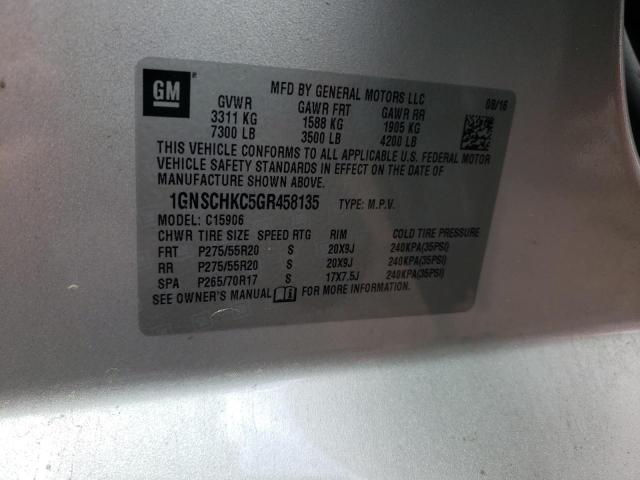 GM
MFD BY GENERAL MOTORS LLC 08/16
GVWR GAWR FRT GAWR RR
3311 KG 1588 KG 1905 KG
7300 LB 3500 LB 4200 LB
THIS VEHICLE CONFORMS TO ALL APPLICABLE U.S. FEDERAL MOTOR
VEHICLE SAFETY STANDARDS IN EFFECT ON THE DATE OF
MANUFACTURE SHOWN ABOVE.
1GNSCHKC5GR458135 TYPE: M.P.V.
MODEL: C15906
CHWR TIRE SIZE SPEED RTG RIM COLD TIRE PRESSURE
FRT P275/55R20 S 20X9J 240KPA(35PSI)
RR P275/55R20 S 20X9J 240KPA(35PSI)
SPA P265/70R17 S 17X7.5J 240KPA(35PSI)
SEE OWNER'S MANUAL FOR MORE INFORMATION.